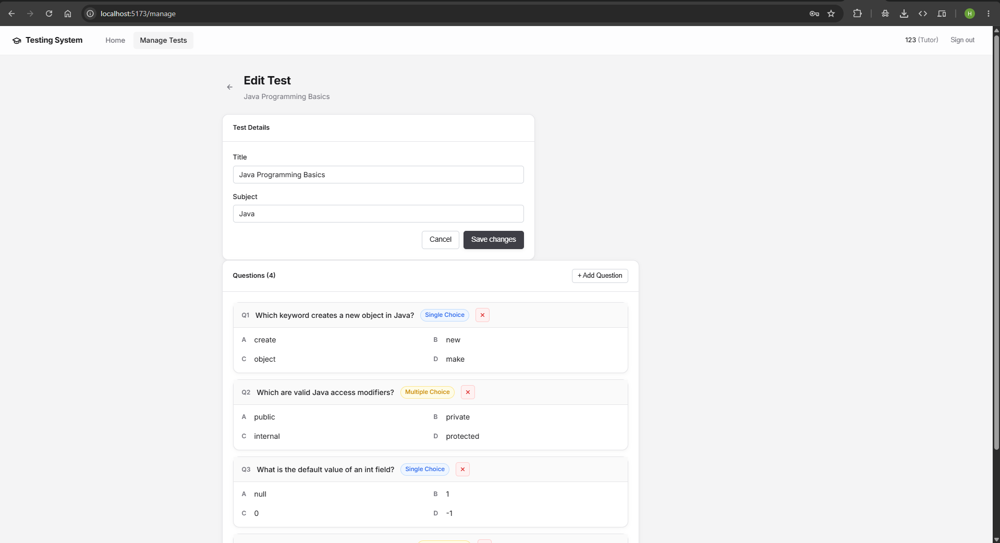 localhost:5173/manage
H
Testing System Home Manage Tests 123 (Tutor) Sign out
Edit Test
Java Programming Basics
Test Details
Title
Java Programming Basics
Subject
Java
Cancel Save changes
Questions (4) + Add Question
Q1 Which keyword creates a new object in Java? Single Choice ×
A create B new
C object D make
Q2 Which are valid Java access modifiers? Multiple Choice ×
A public B private
C internal D protected
Q3 What is the default value of an int field? Single Choice ×
A null B 1
C 0 D -1